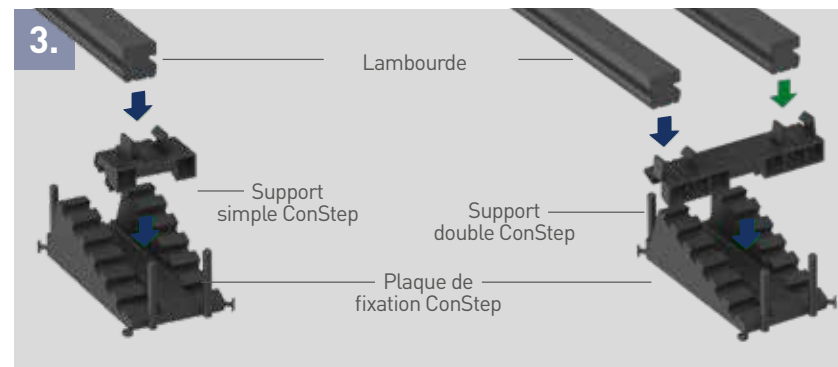 3.
Lambourde
Support
simple ConStep
Support
double ConStep
Plaque de
fixation ConStep